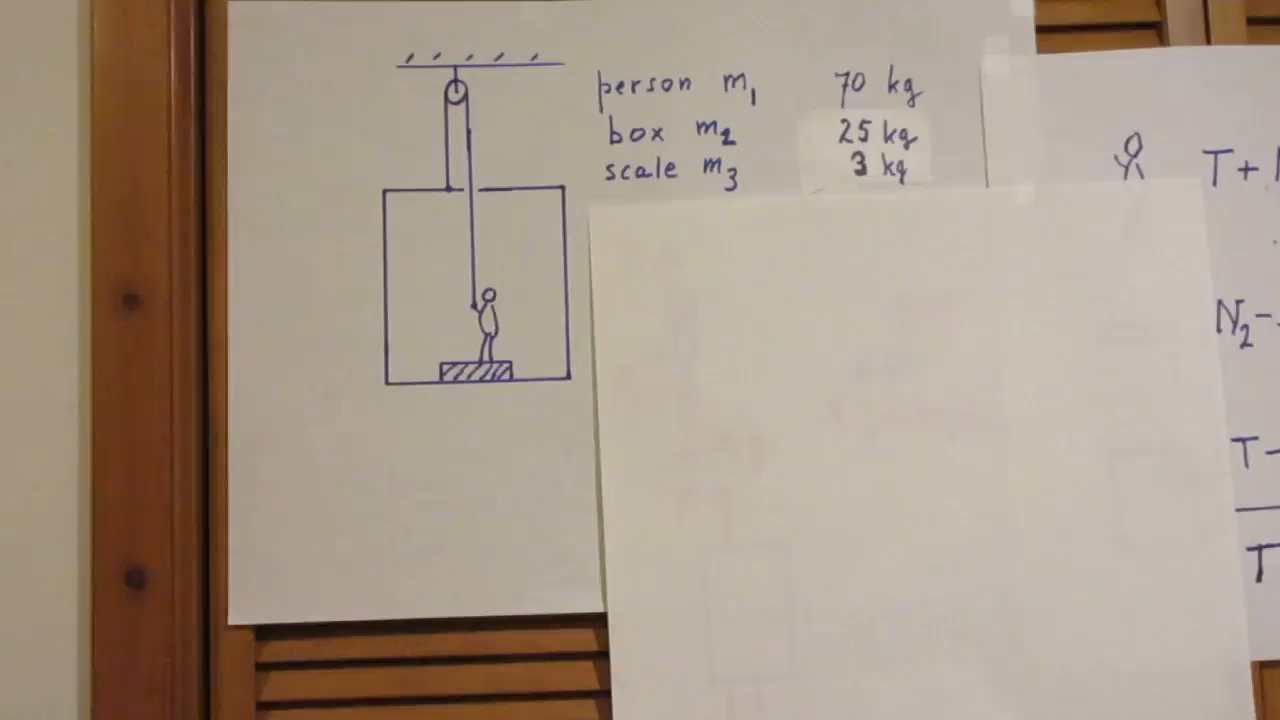 person m₁ 70 kg
box m₂ 25 kg
scale m₃ 3 kg
T +
N₂ -
T -
T